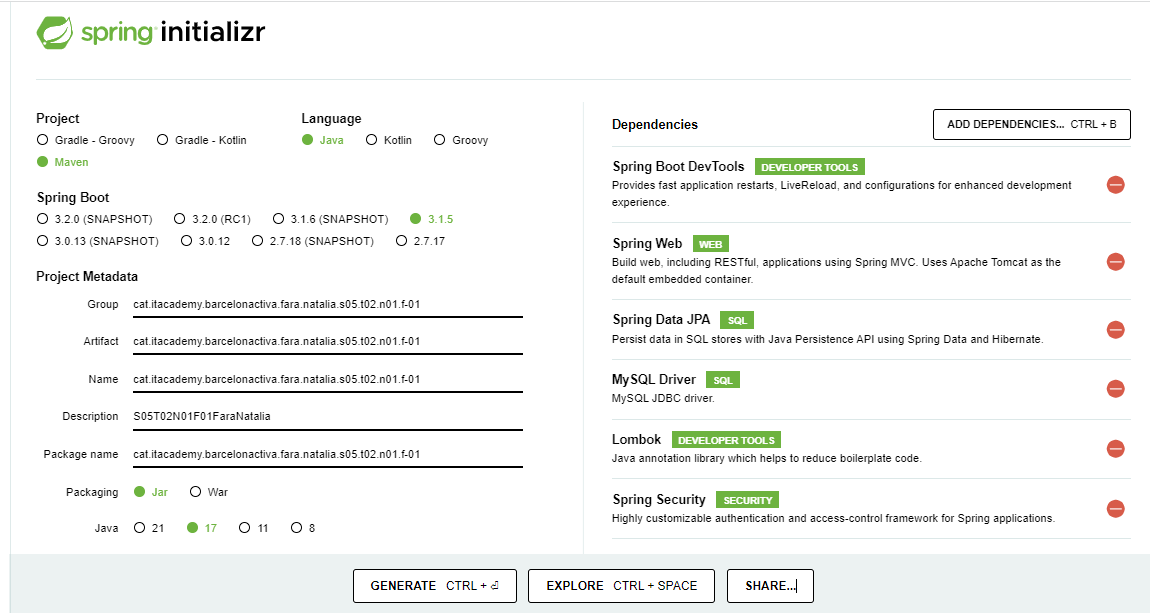 spring initializr
Project
Gradle - Groovy Gradle - Kotlin
Maven
Language
Java Kotlin Groovy
Spring Boot
3.2.0 (SNAPSHOT) 3.2.0 (RC1) 3.1.6 (SNAPSHOT) 3.1.5
3.0.13 (SNAPSHOT) 3.0.12 2.7.18 (SNAPSHOT) 2.7.17
Project Metadata
Group cat.itacademy.barcelonactiva.fara.natalia.s05.t02.n01.f-01
Artifact cat.itacademy.barcelonactiva.fara.natalia.s05.t02.n01.f-01
Name cat.itacademy.barcelonactiva.fara.natalia.s05.t02.n01.f-01
Description S05T02N01F01FaraNatalia
Package name cat.itacademy.barcelonactiva.fara.natalia.s05.t02.n01.f-01
Packaging Jar War
Java 21 17 11 8
Dependencies
ADD DEPENDENCIES... CTRL + B
Spring Boot DevTools DEVELOPER TOOLS
Provides fast application restarts, LiveReload, and configurations for enhanced development
experience.
Spring Web WEB
Build web, including RESTful, applications using Spring MVC. Uses Apache Tomcat as the
default embedded container.
Spring Data JPA SQL
Persist data in SQL stores with Java Persistence API using Spring Data and Hibernate.
MySQL Driver SQL
MySQL JDBC driver.
Lombok DEVELOPER TOOLS
Java annotation library which helps to reduce boilerplate code.
Spring Security SECURITY
Highly customizable authentication and access-control framework for Spring applications.
GENERATE CTRL + ⏎
EXPLORE CTRL + SPACE
SHARE...